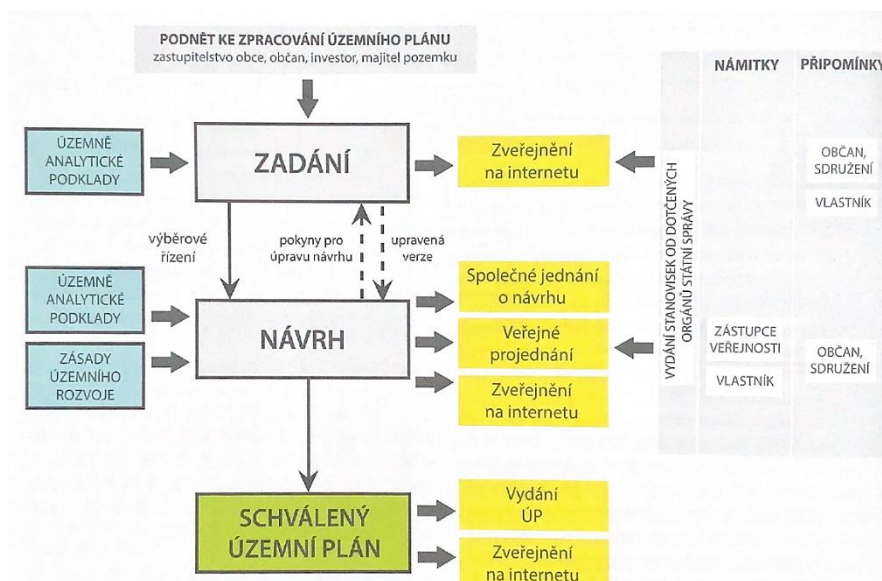 PODNĚT KE ZPRACOVÁNÍ ÚZEMNÍHO PLÁNU
zastupitelstvo obce, občan, investor, majitel pozemku
NÁMITKY
PŘIPOMÍNKY
ÚZEMNĚ
ANALYTICKÉ
PODKLADY
ZADÁNÍ
Zveřejnění
na internetu
VYDÁNÍ STANOVISEK OD DOTČENÝCH
ORGÁNŮ STÁTNÍ SPRÁVY
OBČAN,
SDRUŽENÍ
VLASTNÍK
výběrové
řízení
pokyny pro
úpravu návrhu
upravená
verze
ÚZEMNĚ
ANALYTICKÉ
PODKLADY
ZÁSADY
ÚZEMNÍHO
ROZVOJE
NÁVRH
Společné jednání
o návrhu
Veřejné
projednání
Zveřejnění
na internetu
ZÁSTUPCE
VEŘEJNOSTI
VLASTNÍK
OBČAN,
SDRUŽENÍ
SCHVÁLENÝ
ÚZEMNÍ PLÁN
Vydání
ÚP
Zveřejnění
na internetu